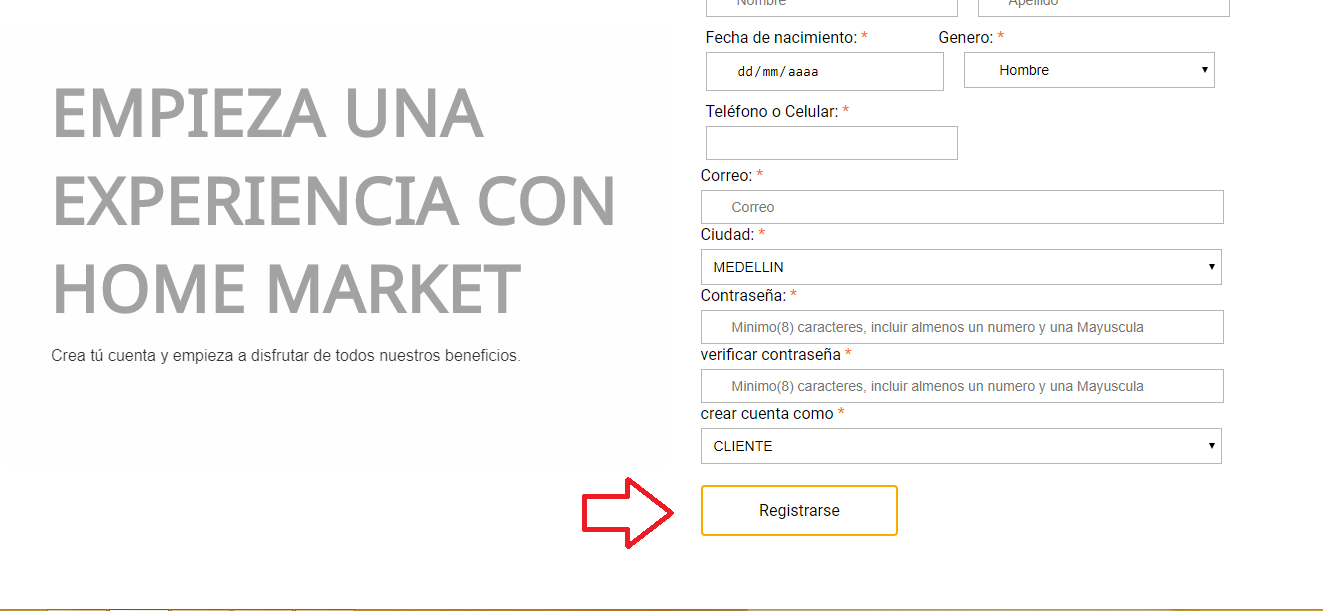 Nombre Apellido
Fecha de nacimiento: * Genero: *
dd/mm/aaaa Hombre
Teléfono o Celular: *
Correo: *
Correo
Ciudad: *
MEDELLIN
Contraseña: *
Minimo(8) caracteres, incluir almenos un numero y una Mayuscula
verificar contraseña *
Minimo(8) caracteres, incluir almenos un numero y una Mayuscula
crear cuenta como *
CLIENTE
Registrarse
EMPIEZA UNA
EXPERIENCIA CON
HOME MARKET
Crea tú cuenta y empieza a disfrutar de todos nuestros beneficios.